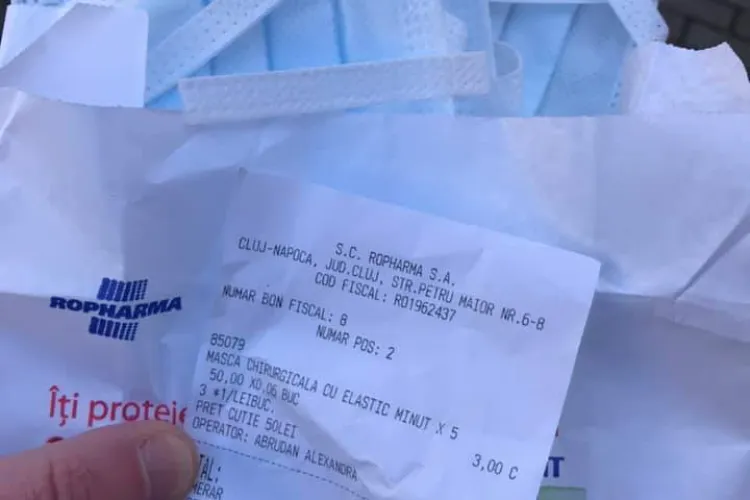 S.C. ROPHARMA S.A.
CLUJ-NAPOCA, JUD.CLUJ, STR.PETRU MAIOR NR.6-8
COD FISCAL: RO1962437
NUMAR BON FISCAL: 8
NUMAR POS: 2
85079
MASCA CHIRURGICALA CU ELASTIC MINUT X 5
50,00 X0.06 BUC
3,00 C
3 *1/LEIBUC.
PRET CUTIE 50LEI
OPERATOR: ABRUDAN ALEXANDRA
TAL:
MERAR
ROPHARMA
Îți proteje